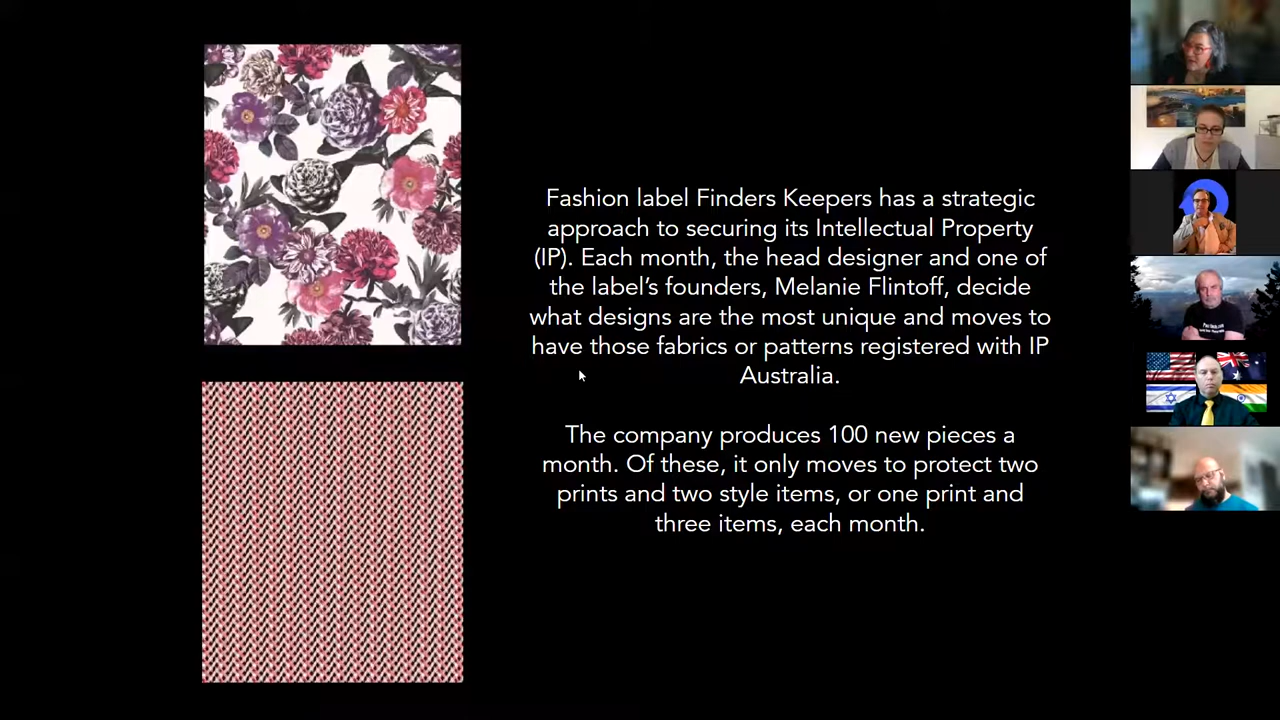 Fashion label Finders Keepers has a strategic
approach to securing its Intellectual Property
(IP). Each month, the head designer and one of
the label’s founders, Melanie Flintoff, decide
what designs are the most unique and moves to
have those fabrics or patterns registered with IP
Australia.
The company produces 100 new pieces a
month. Of these, it only moves to protect two
prints and two style items, or one print and
three items, each month.